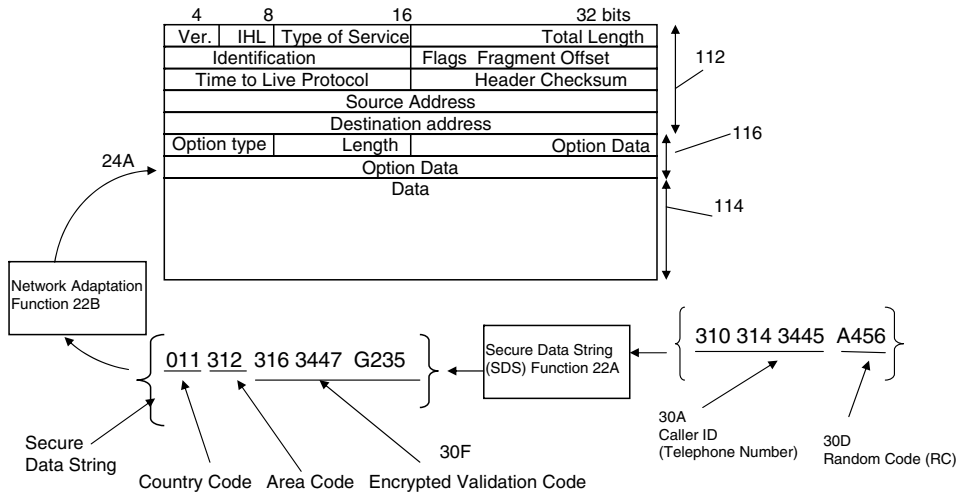 4 8 16 32 bits
Ver. IHL Type of Service Total Length
Identification Flags Fragment Offset
Time to Live Protocol Header Checksum
Source Address
Destination address
Option type Length Option Data
Option Data
Data
112
116
114
24A
Network Adaptation
Function 22B
011 312 316 3447 G235
Secure Data String
(SDS) Function 22A
310 314 3445 A456
Secure
Data String
Country Code
Area Code
30F
Encrypted Validation Code
30A
Caller ID
(Telephone Number)
30D
Random Code (RC)